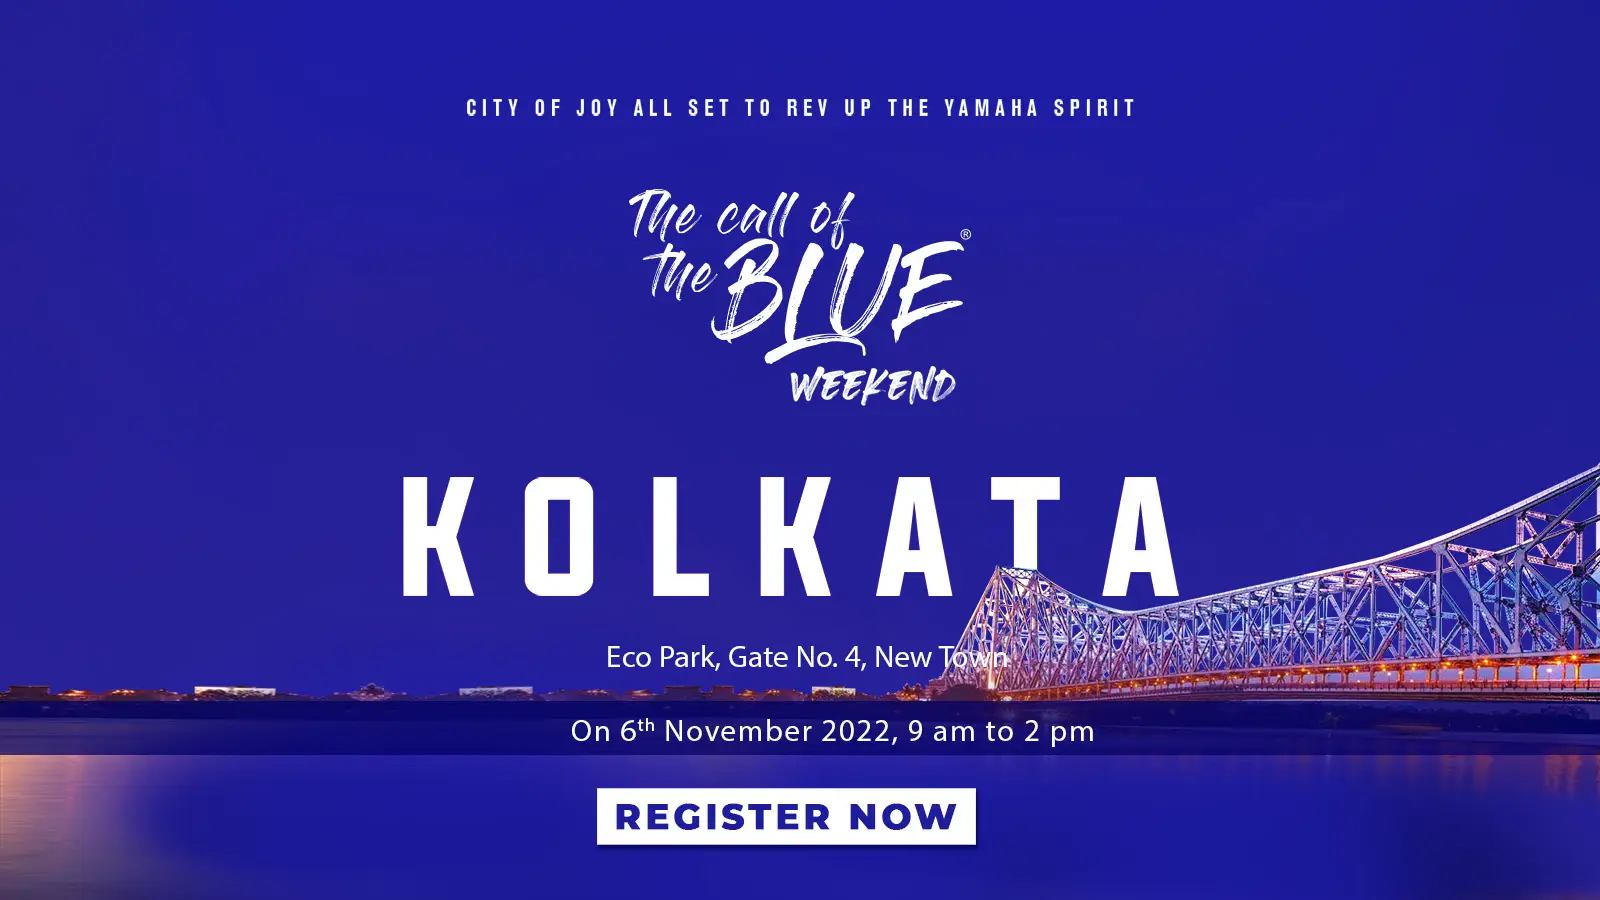 CITY OF JOY ALL SET TO REV UP THE YAMAHA SPIRIT
The call of
the BLUE®
WEEKEND
KOLKATA
Eco Park, Gate No. 4, New Town
On 6th November 2022, 9 am to 2 pm
REGISTER NOW